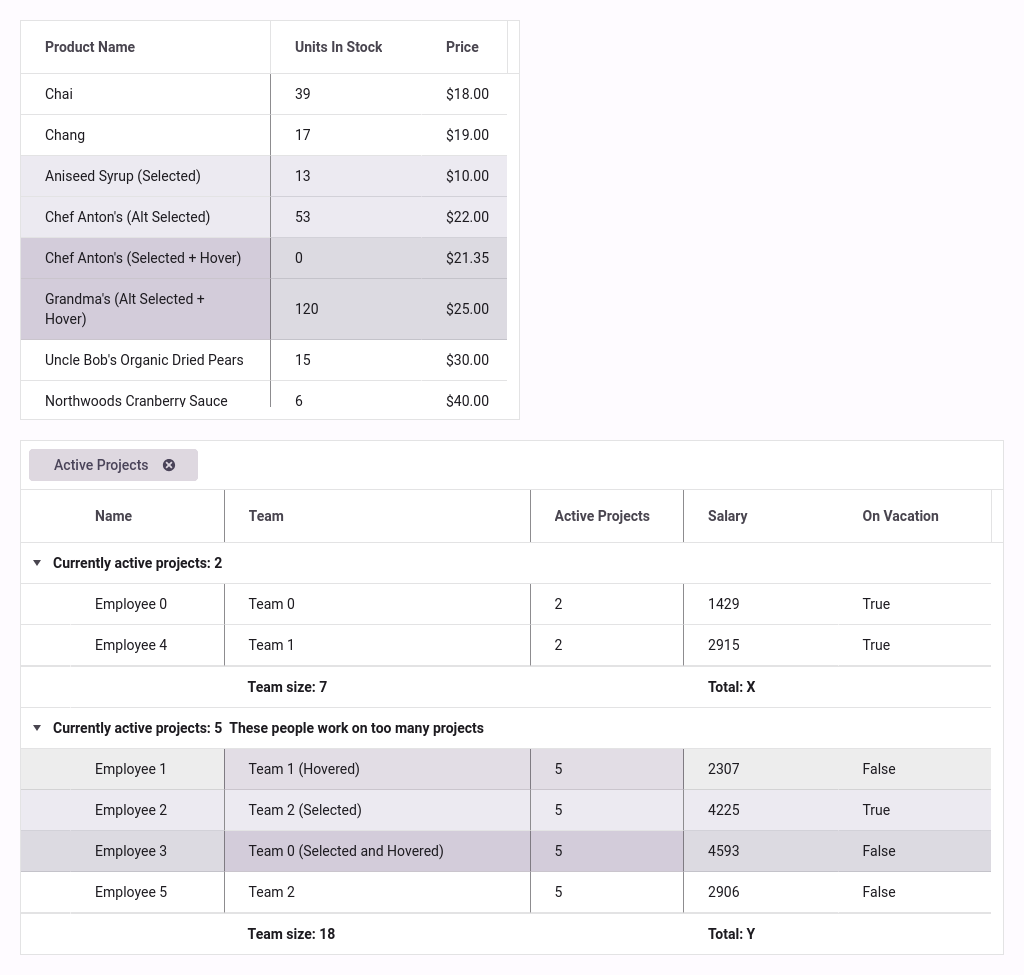 Product Name Units In Stock Price
Chai 39 $18.00
Chang 17 $19.00
Aniseed Syrup (Selected) 13 $10.00
Chef Anton's (Alt Selected) 53 $22.00
Chef Anton's (Selected + Hover) 0 $21.35
Grandma's (Alt Selected +
Hover) 120 $25.00
Uncle Bob's Organic Dried Pears 15 $30.00
Northwoods Cranberry Sauce 6 $40.00
Active Projects
Name Team Active Projects Salary On Vacation
Currently active projects: 2
Employee 0 Team 0 2 1429 True
Employee 4 Team 1 2 2915 True
Team size: 7 Total: X
Currently active projects: 5 These people work on too many projects
Employee 1 Team 1 (Hovered) 5 2307 False
Employee 2 Team 2 (Selected) 5 4225 True
Employee 3 Team 0 (Selected and Hovered) 5 4593 False
Employee 5 Team 2 5 2906 False
Team size: 18 Total: Y